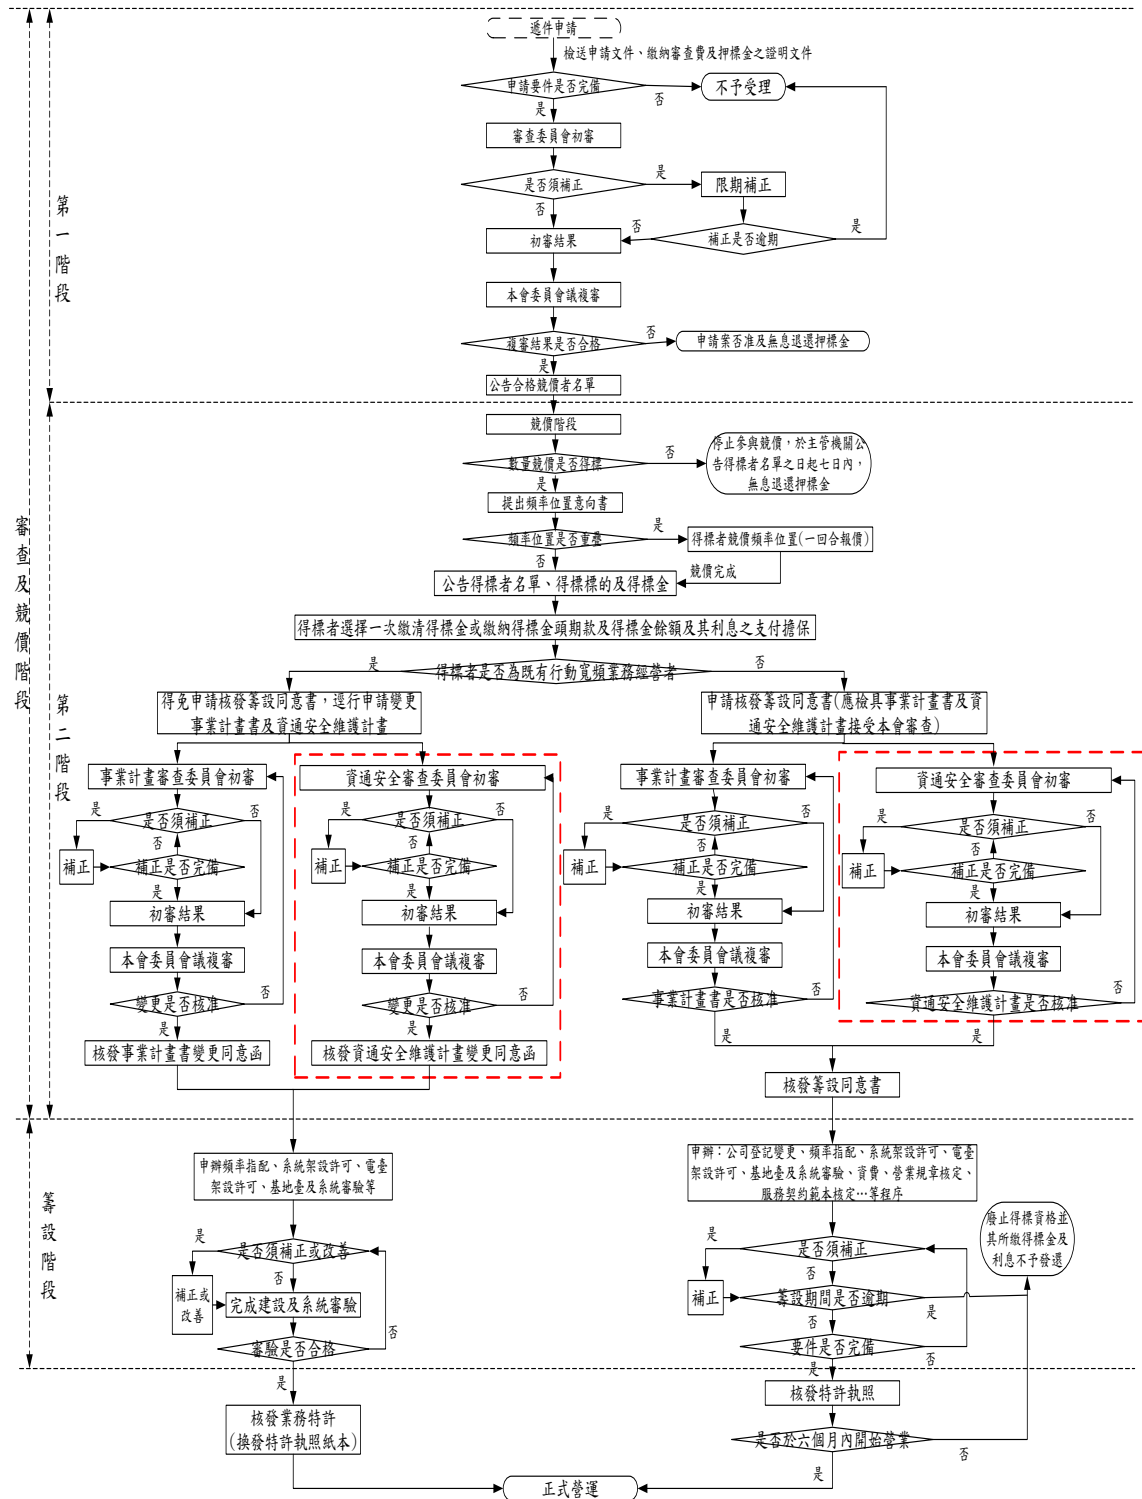 遞件申請
檢送申請文件、繳納審查費及押標金之證明文件
申請要件是否完備
否
不予受理
是
審查委員會初審
是否須補正
是
限期補正
否
補正是否逾期
否
是
初審結果
本會委員會議複審
複審結果是否合格
否
申請案否准及無息退還押標金
是
公告合格競價者名單
第一階段
審查及競價階段
競價階段
數量競價是否得標
否
停止參與競價，於主管機關公
告得標者名單之日起七日內，
無息退還押標金
是
提出頻率位置意向書
頻率位置是否重疊
是
得標者競價頻率位置(一回合報價)
否
競價完成
公告得標者名單、得標標的及得標金
得標者選擇一次繳清得標金或繳納得標金頭期款及得標金餘額及其利息之支付擔保
得標者是否為既有行動寬頻業務經營者
是
否
第二階段
得免申請核發籌設同意書，逕行申請變更
事業計畫書及資通安全維護計畫
申請核發籌設同意書(應檢具事業計畫書及資
通安全維護計畫接受本會審查)
事業計畫審查委員會初審
是
是否須補正
否
否
補正
補正是否完備
是
初審結果
本會委員會議複審
變更是否核准
否
是
核發事業計畫書變更同意函
資通安全審查委員會初審
是
是否須補正
否
否
補正
補正是否完備
是
初審結果
本會委員會議複審
變更是否核准
否
是
核發資通安全維護計畫變更同意函
事業計畫審查委員會初審
是
是否須補正
否
否
補正
補正是否完備
是
初審結果
本會委員會議複審
事業計畫書是否核准
否
是
資通安全審查委員會初審
是
是否須補正
否
否
補正
補正是否完備
是
初審結果
本會委員會議複審
資通安全維護計畫是否核准
否
是
核發籌設同意書
籌設階段
申辦頻率指配、系統架設許可、電臺
架設許可、基地臺及系統審驗等
是
是否須補正或改善
否
補正或
改善
完成建設及系統審驗
否
審驗是否合格
是
核發業務特許
(換發特許執照紙本)
申辦：公司登記變更、頻率指配、系統架設許可、電臺
架設許可、基地臺及系統審驗、資費、營業規章核定、
服務契約範本核定…等程序
廢止得標資格並
其所繳得標金及
利息不予發還
是
是否須補正
否
補正
籌設期間是否逾期
是
否
要件是否完備
否
是
核發特許執照
是否於六個月內開始營業
否
是
正式營運